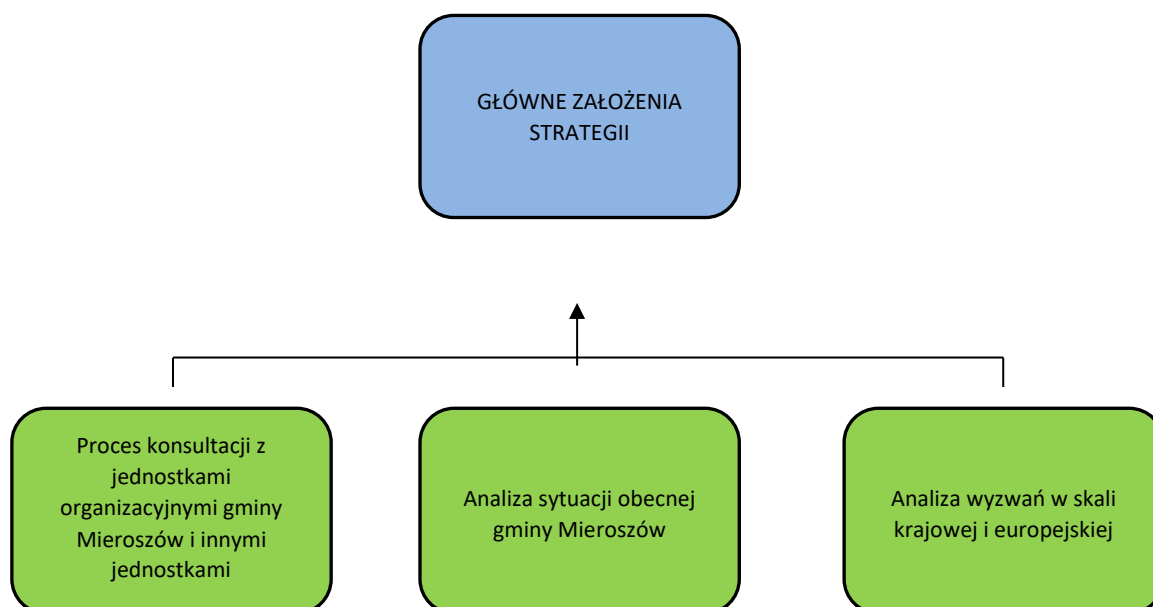 GŁÓWNE ZAŁOŻENIA
STRATEGII
Proces konsultacji z
jednostkami
organizacyjnymi gminy
Mieroszów i innymi
jednostkami
Analiza sytuacji obecnej
gminy Mieroszów
Analiza wyzwań w skali
krajowej i europejskiej